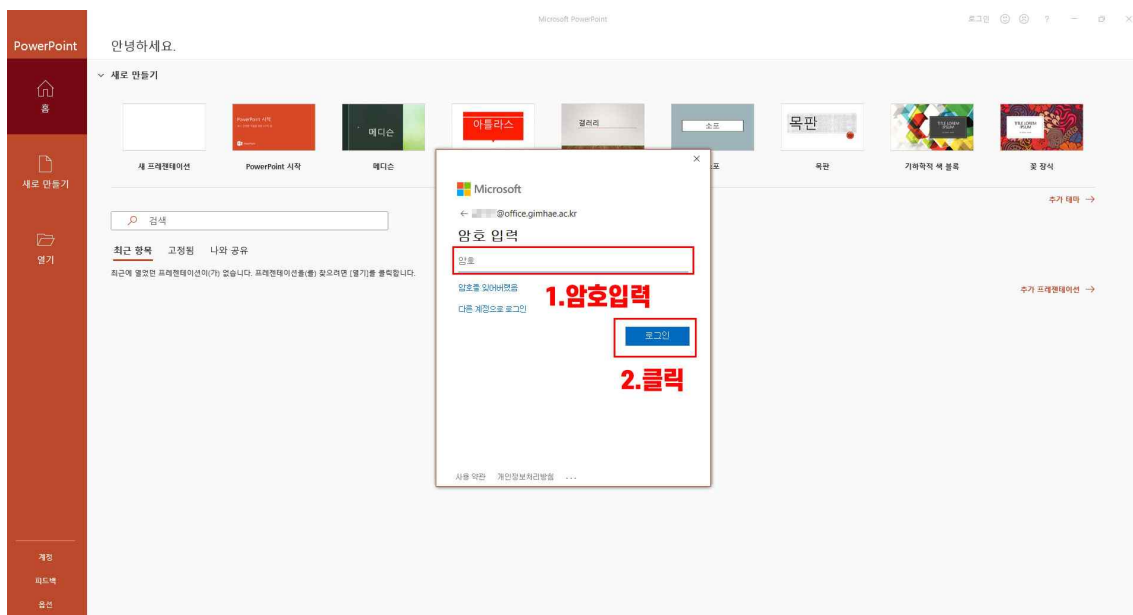 Microsoft PowerPoint
로그인
?
PowerPoint
안녕하세요.
홈
새로 만들기
새로 만들기
열기
메디슨
아틀라스
갤러리
소포
목판
새 프레젠테이션
PowerPoint 시작
메디슨
목판
기하학적 색 블록
꽃 장식
추가 테마 →
검색
최근 항목 고정됨 나와 공유
최근에 열었던 프레젠테이션이(가) 없습니다. 프레젠테이션을(를) 찾으려면 [열기]를 클릭합니다.
추가 프레젠테이션 →
Microsoft
← @office.gimhae.ac.kr
암호 입력
암호
암호를 잊어버렸음
다른 계정으로 로그인
1.암호입력
로그인
2.클릭
사용 약관 개인정보처리방침 ...
계정
피드백
옵션